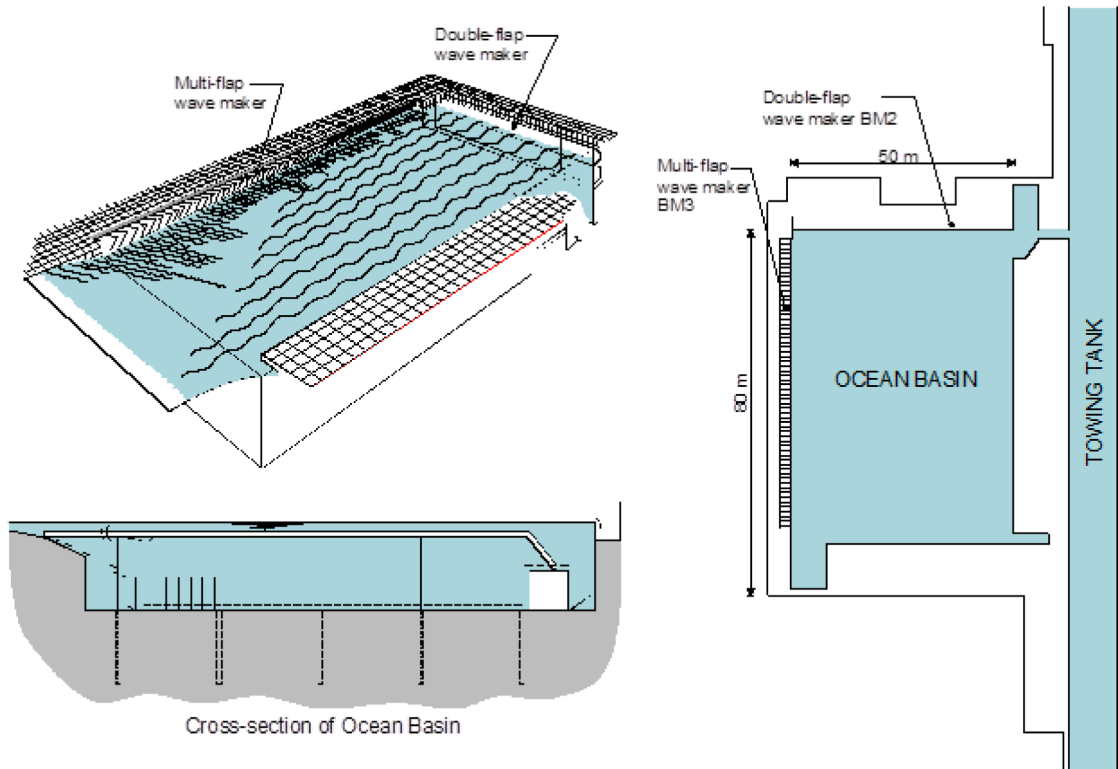 Double-flap
wave maker
Multi-flap
wave maker
Double-flap
wave maker BM2
50 m
Multi-flap
wave maker
BM3
80 m
OCEAN BASIN
TOWING TANK
Cross-section of Ocean Basin